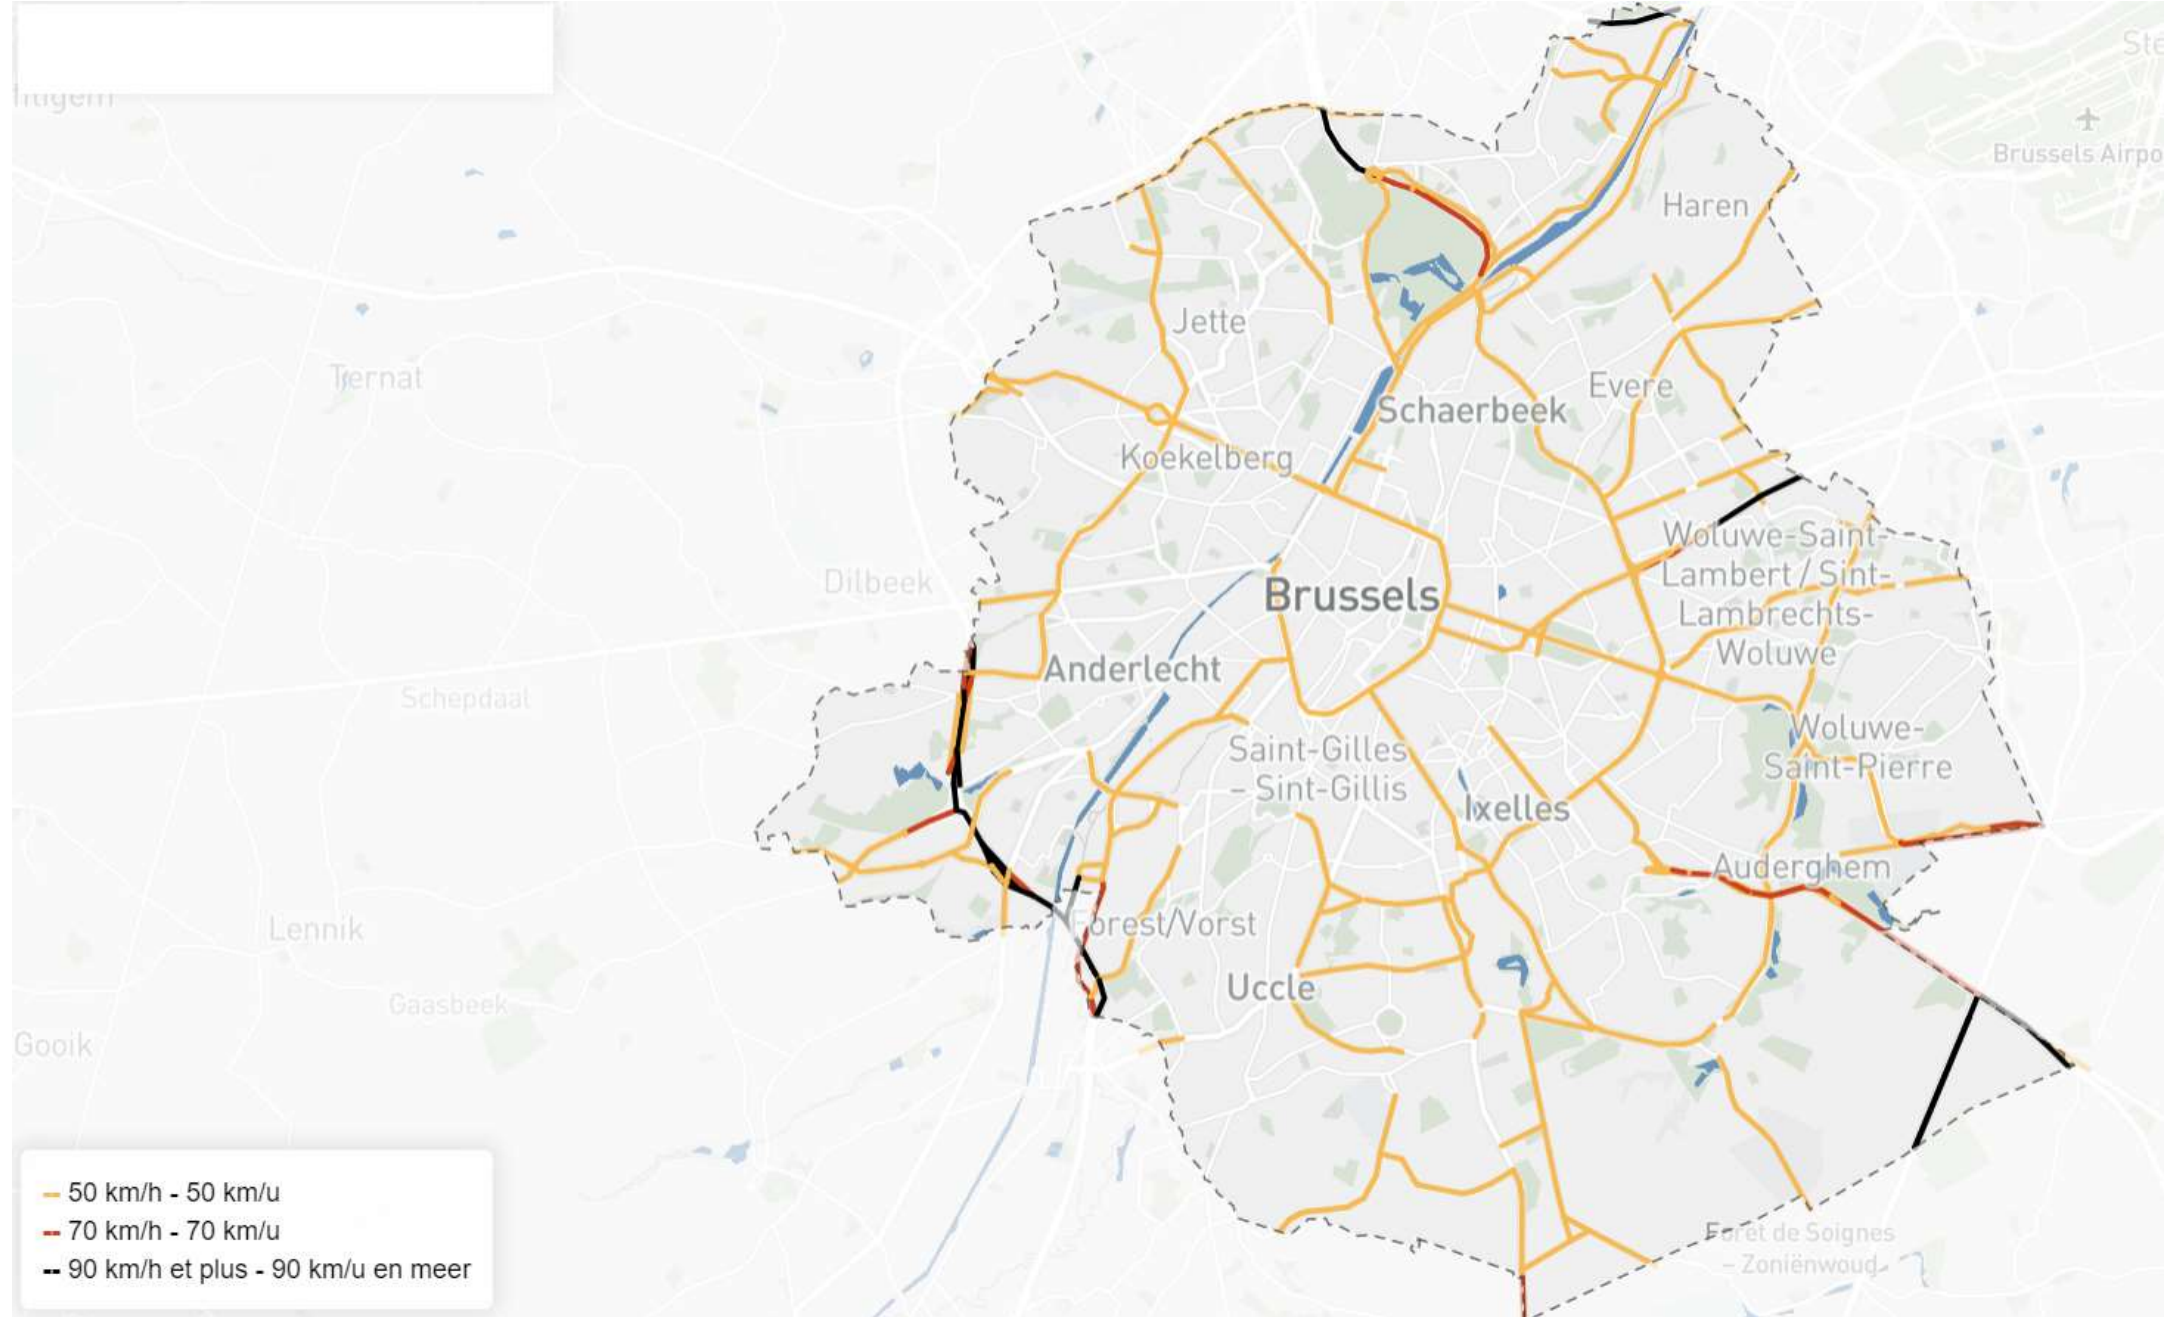 Ste
Brussels Airpo
Haren
Jette
Ternat
Evere
Schaerbeek
Koekelberg
Woluwe-Saint-
Lambert / Sint-
Lambrechts-
Woluwe
Dilbeek
Brussels
Anderlecht
Schepdaal
Woluwe-
Saint-Pierre
Saint-Gilles
– Sint-Gillis
Ixelles
Auderghem
Lennik
Forest/Vorst
Uccle
Gaasbeek
Gooik
50 km/h - 50 km/u
70 km/h - 70 km/u
90 km/h et plus - 90 km/u en meer
Forêt de Soignes
– Zoniënwoud